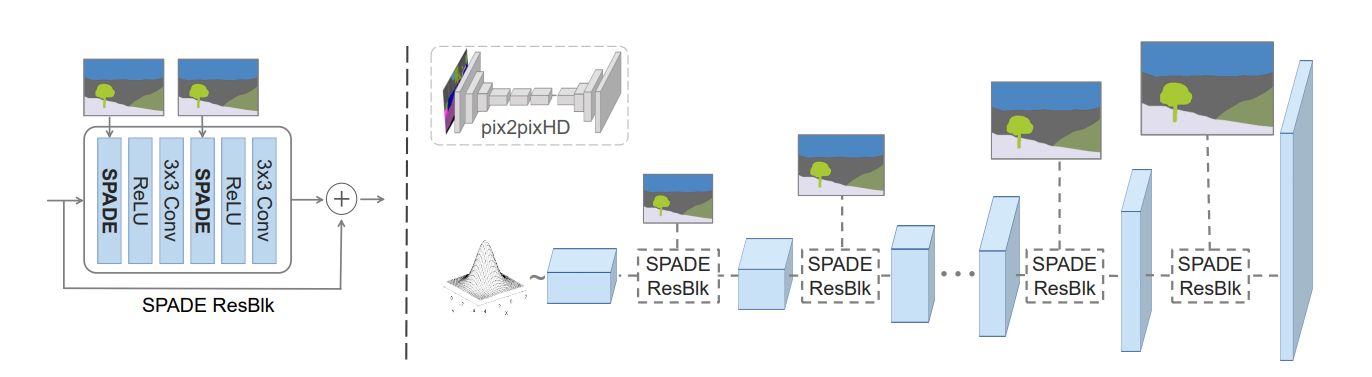 SPADE
ReLU
3x3 Conv
SPADE
ReLU
3x3 Conv
+
SPADE ResBlk
pix2pixHD
~
SPADE
ResBlk
SPADE
ResBlk
...
SPADE
ResBlk
SPADE
ResBlk